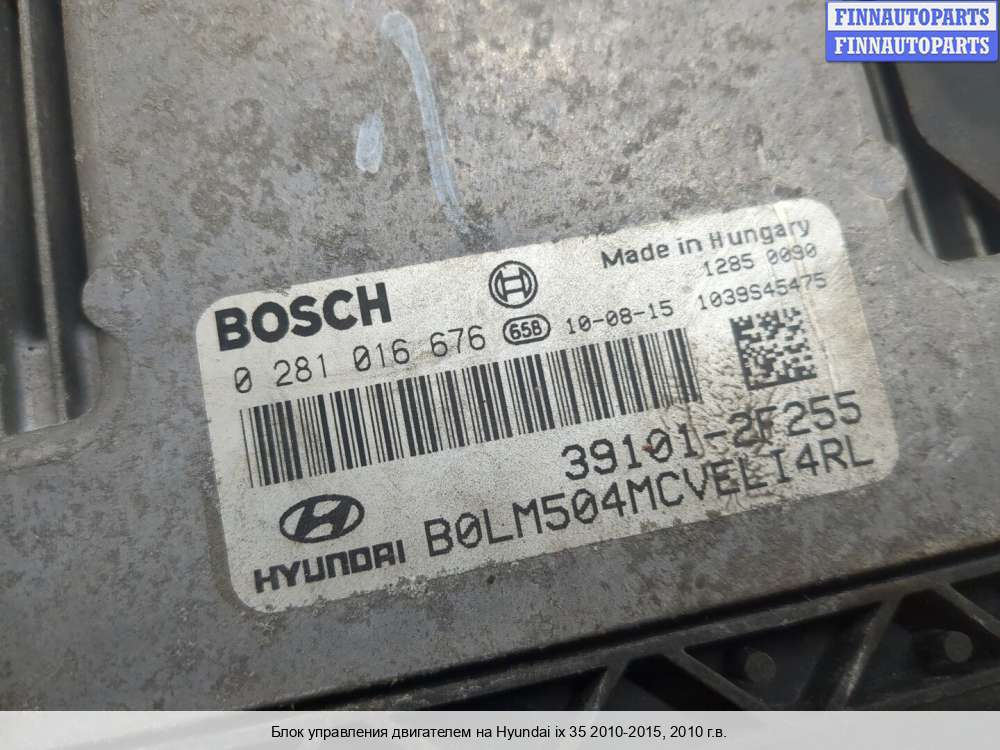 FINNAUTOPARTS
FINNAUTOPARTS
Made in Hungary
1285 0090
BOSCH
0 281 016 676 65B 10-08-15 1039S45475
39101-2F255
HYUNDAI B0LM504MCVELI4RL
Блок управления двигателем на Hyundai ix 35 2010-2015, 2010 г.в.